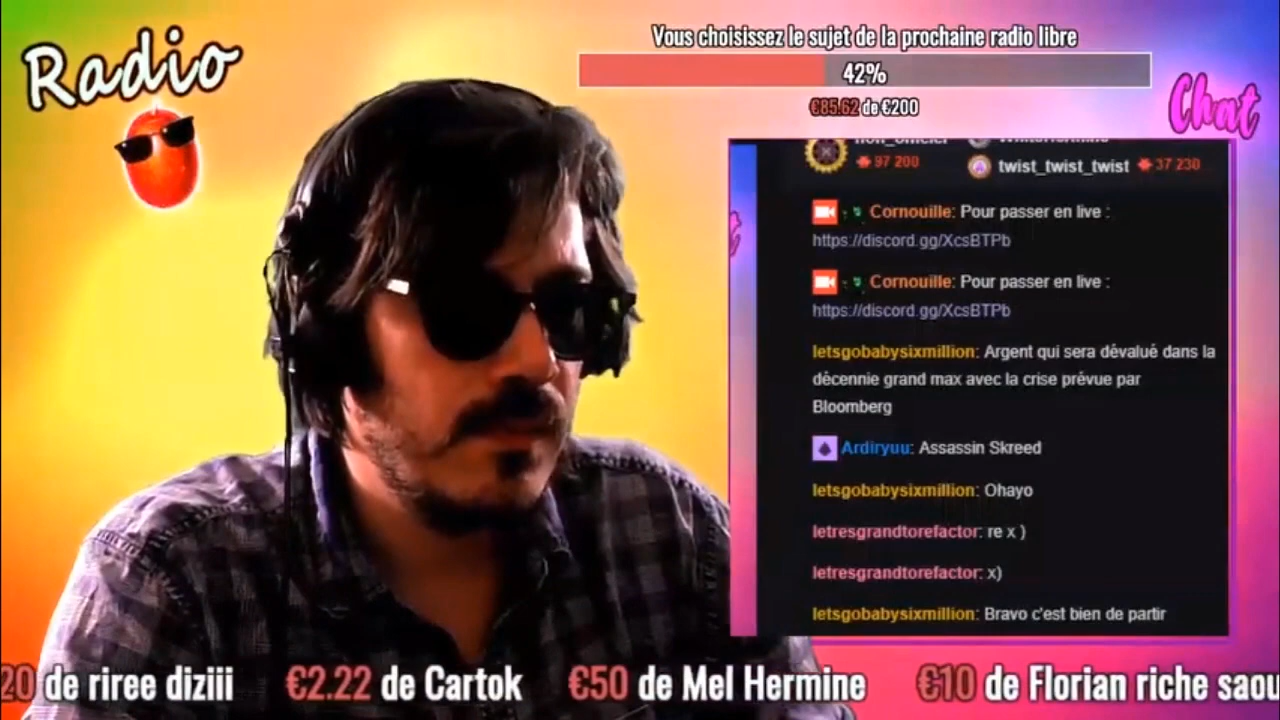 Radio
Vous choisissez le sujet de la prochaine radio libre
42%
€85.62 de €200
Chat
97 200
twist_twist_twist 37 230
Cornouille: Pour passer en live :
https://discord.gg/XcsBTPb
Cornouille: Pour passer en live :
https://discord.gg/XcsBTPb
letsgobabysixmillion: Argent qui sera dévalué dans la
décennie grand max avec la crise prévue par
Bloomberg
Ardiryuu: Assassin Skreed
letsgobabysixmillion: Ohayo
letresgrandtorefactor: re x )
letresgrandtorefactor: x)
letsgobabysixmillion: Bravo c'est bien de partir
20 de riree diziii €2.22 de Cartok €50 de Mel Hermine €10 de Florian riche saou